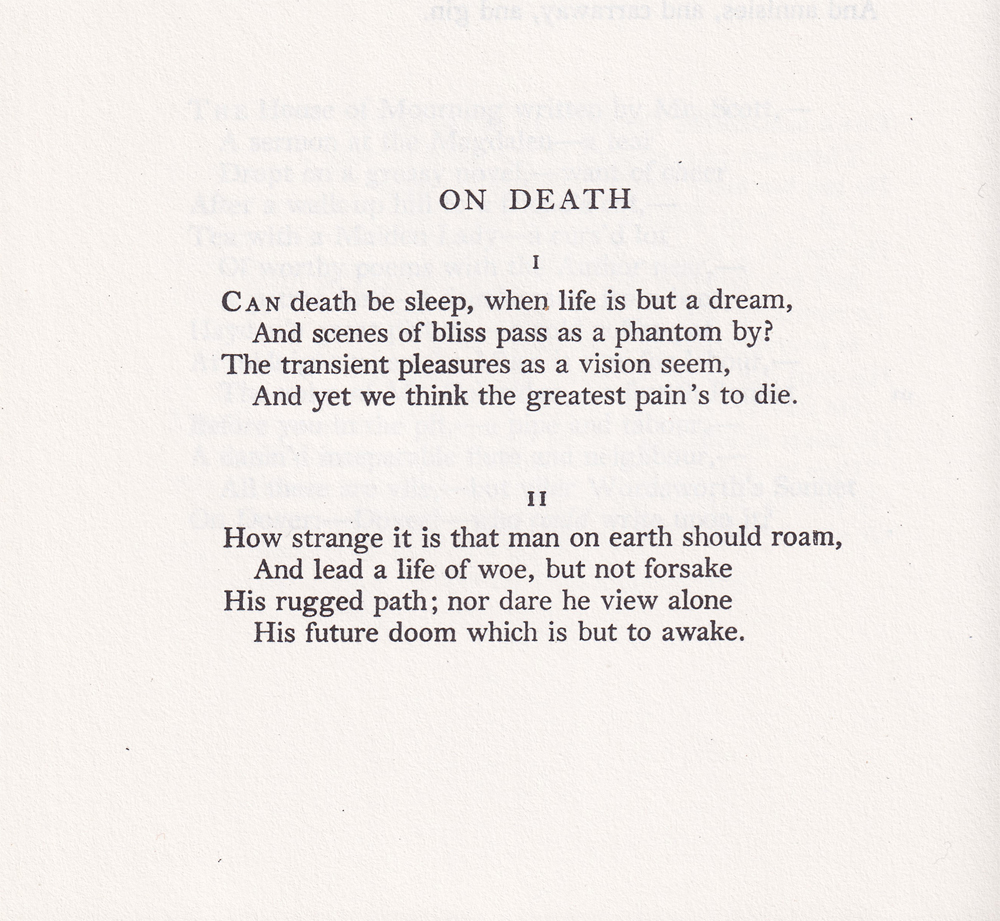 ON DEATH
I
CAN death be sleep, when life is but a dream,
And scenes of bliss pass as a phantom by?
The transient pleasures as a vision seem,
And yet we think the greatest pain's to die.
II
How strange it is that man on earth should roam,
And lead a life of woe, but not forsake
His rugged path; nor dare he view alone
His future doom which is but to awake.